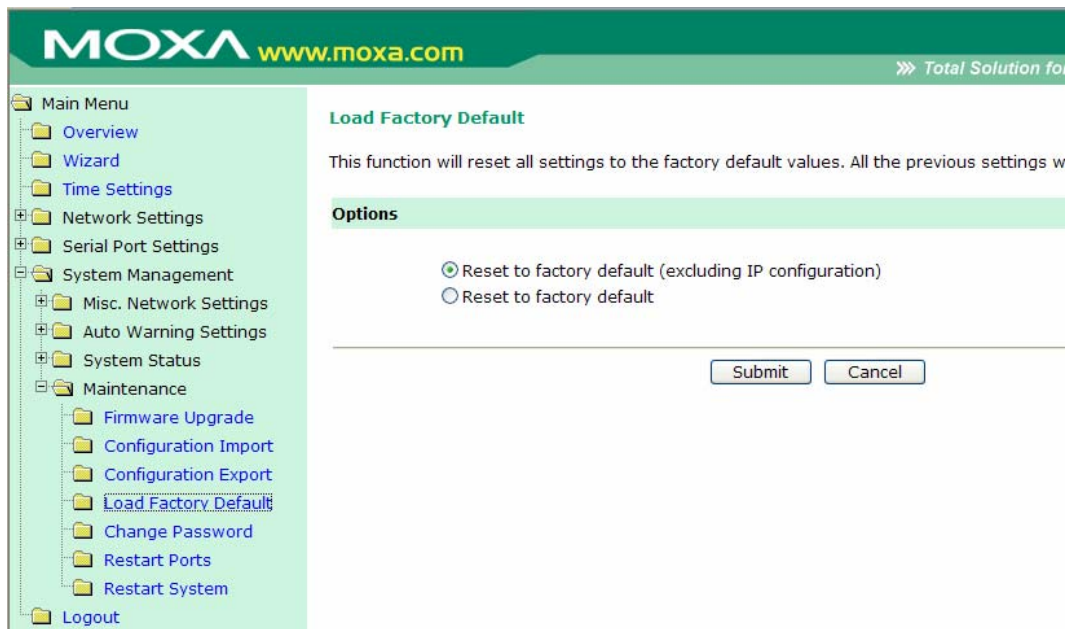 MOXA www.moxa.com
Total Solution for
Main Menu
Overview
Wizard
Time Settings
Network Settings
Serial Port Settings
System Management
Misc. Network Settings
Auto Warning Settings
System Status
Maintenance
Firmware Upgrade
Configuration Import
Configuration Export
Load Factory Default
Change Password
Restart Ports
Restart System
Logout
Load Factory Default
This function will reset all settings to the factory default values. All the previous settings w
Options
Reset to factory default (excluding IP configuration)
Reset to factory default
Submit Cancel